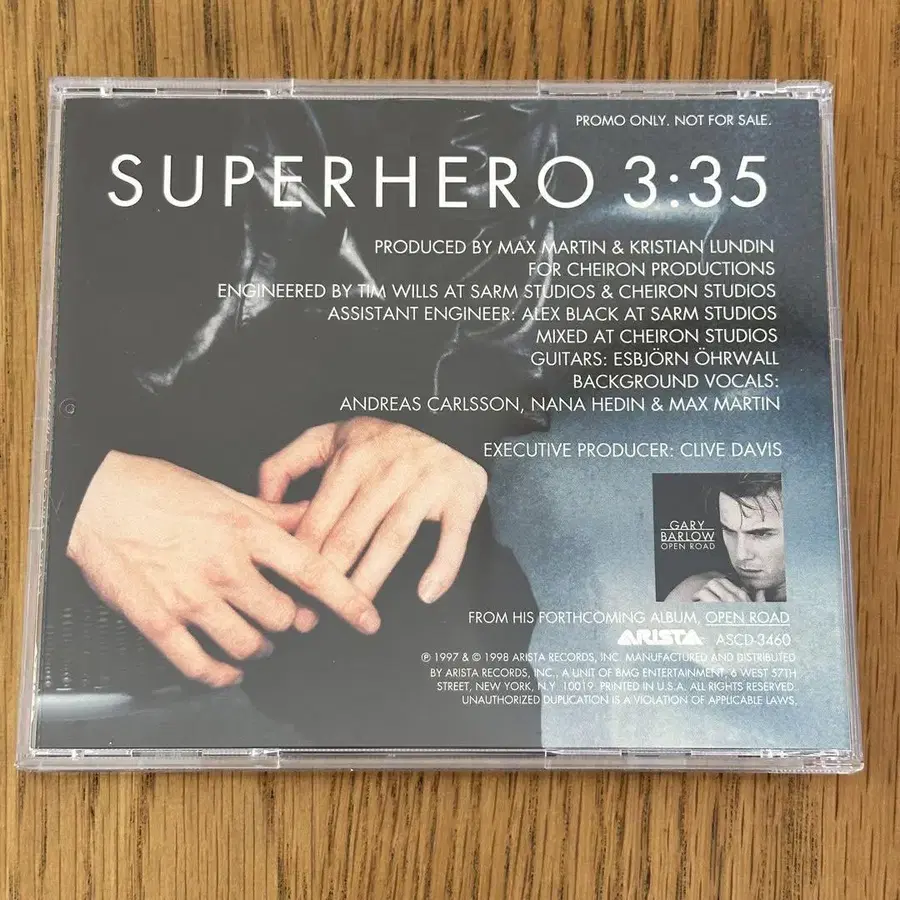 PROMO ONLY. NOT FOR SALE.
SUPERHERO 3:35
PRODUCED BY MAX MARTIN & KRISTIAN LUNDIN
FOR CHEIRON PRODUCTIONS
ENGINEERED BY TIM WILLS AT SARM STUDIOS & CHEIRON STUDIOS
ASSISTANT ENGINEER: ALEX BLACK AT SARM STUDIOS
MIXED AT CHEIRON STUDIOS
GUITARS: ESBJÖRN ÖHRWALL
BACKGROUND VOCALS:
ANDREAS CARLSSON, NANA HEDIN & MAX MARTIN
EXECUTIVE PRODUCER: CLIVE DAVIS
GARY
BARLOW
OPEN ROAD
FROM HIS FORTHCOMING ALBUM, OPEN ROAD
ARISTA ASCD-3460
℗ 1997 & © 1998 ARISTA RECORDS, INC. MANUFACTURED AND DISTRIBUTED
BY ARISTA RECORDS, INC., A UNIT OF BMG ENTERTAINMENT, 6 WEST 57TH
STREET, NEW YORK, N.Y. 10019. PRINTED IN U.S.A. ALL RIGHTS RESERVED.
UNAUTHORIZED DUPLICATION IS A VIOLATION OF APPLICABLE LAWS.